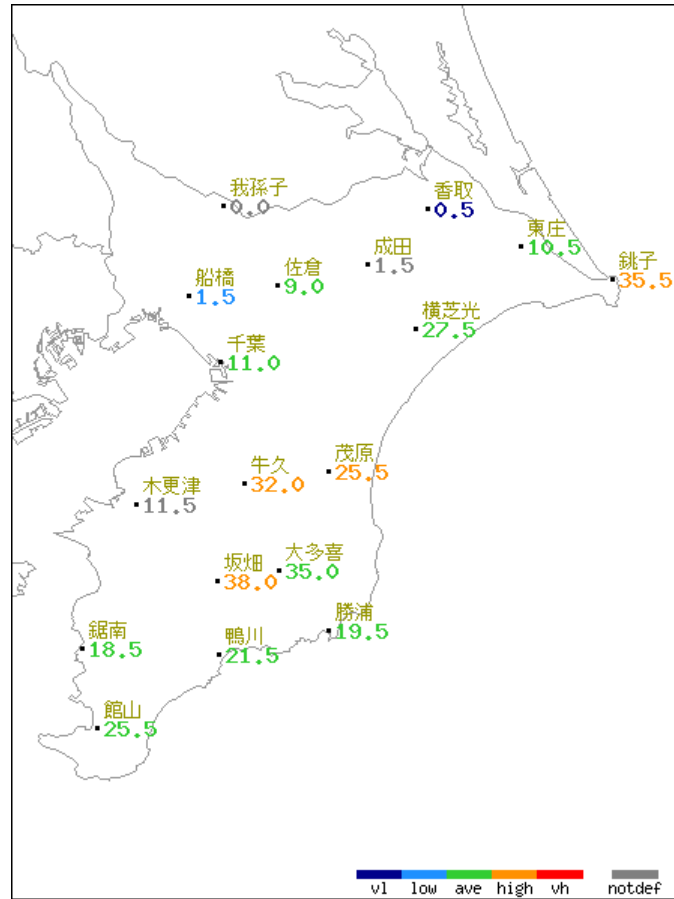 我孫子
0.0
香取
0.5
東庄
10.5
成田
1.5
銚子
35.5
船橋
1.5
佐倉
9.0
横芝光
27.5
千葉
11.0
茂原
25.5
牛久
32.0
木更津
11.5
大多喜
35.0
坂畑
38.0
勝浦
19.5
鋸南
18.5
鴨川
21.5
館山
25.5
vl low ave high vh notdef